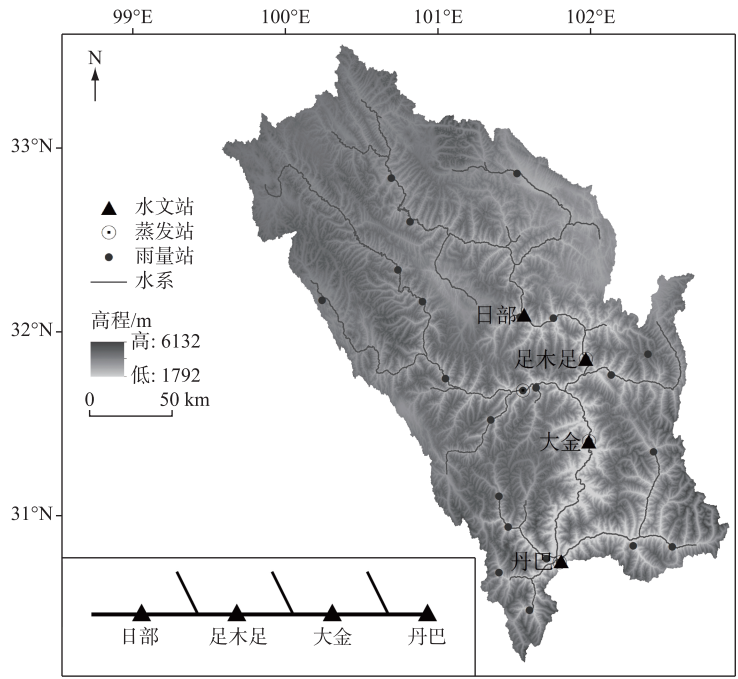 99°E 100°E 101°E 102°E
N
33°N
水文站
蒸发站
雨量站
水系
32°N
日部
高程/m
高: 6132
足木足
低: 1792
0 50 km
大金
31°N
丹巴
日部 足木足 大金 丹巴